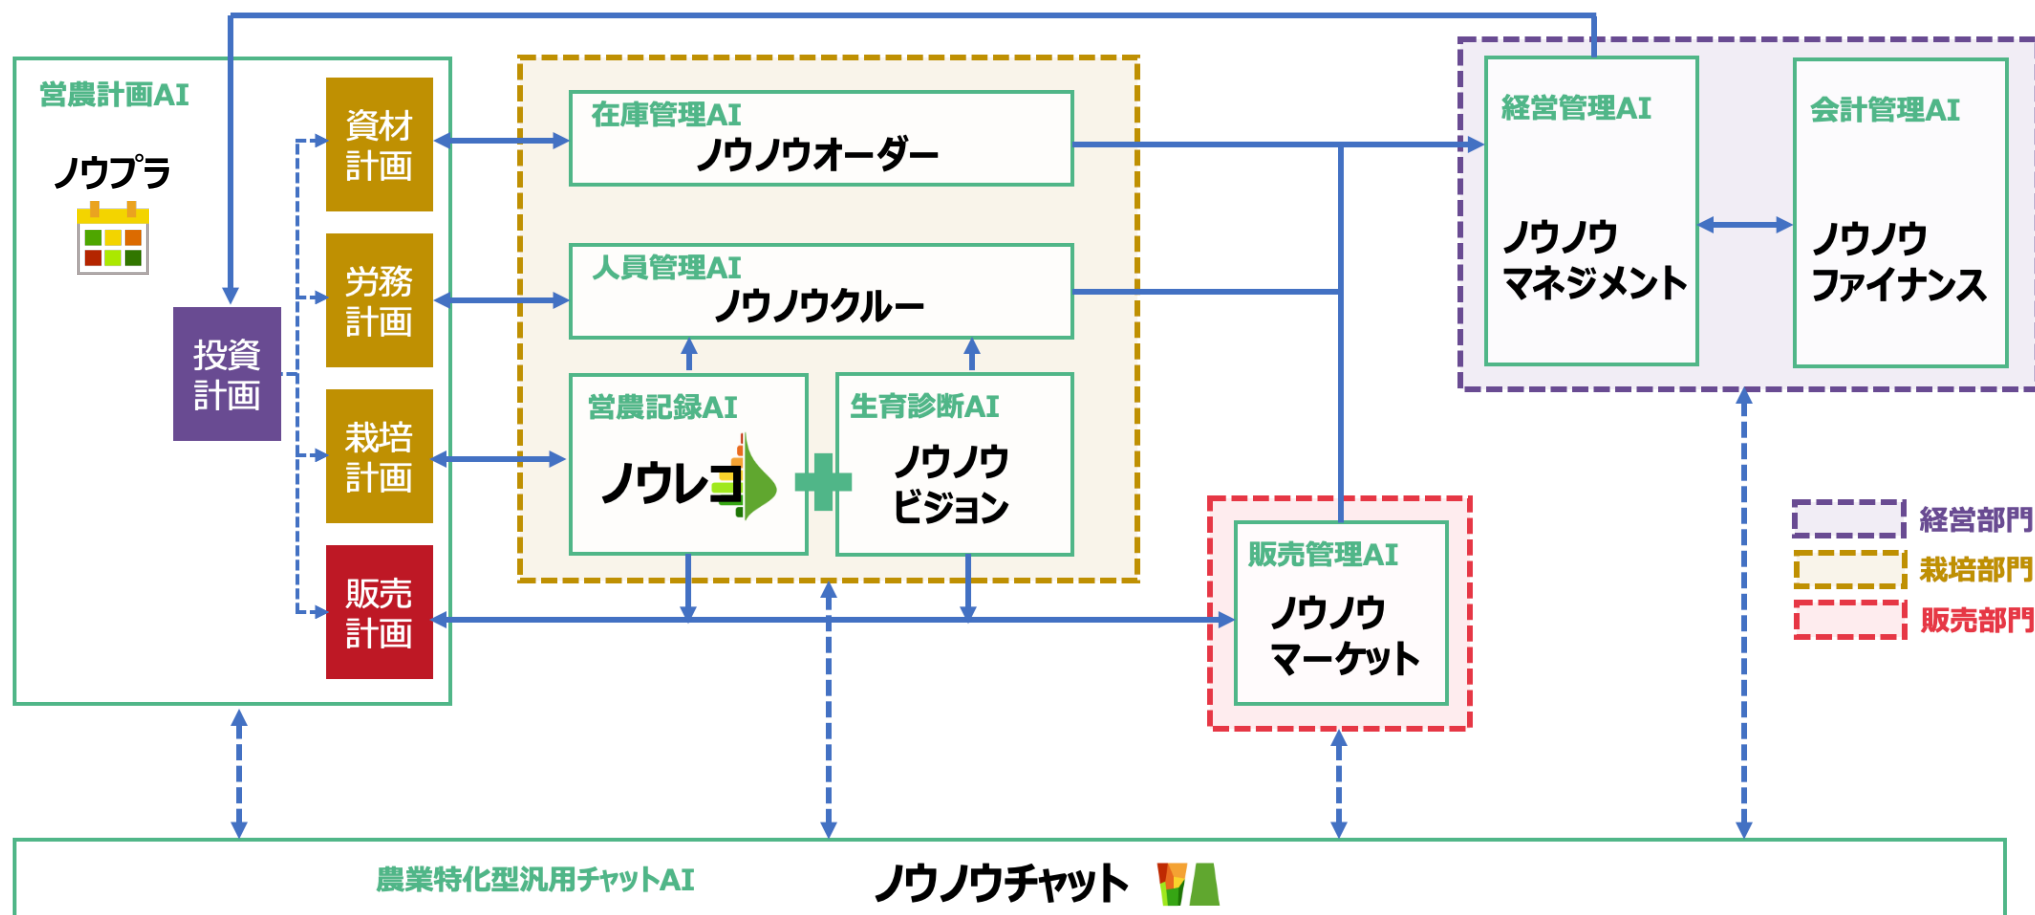 営農計画AI
ノウプラ
投資
計画
資材
計画
労務
計画
栽培
計画
販売
計画
在庫管理AI
ノウノウオーダー
人員管理AI
ノウノウクルー
営農記録AI
ノウレコ
生育診断AI
ノウノウ
ビジョン
販売管理AI
ノウノウ
マーケット
経営管理AI
ノウノウ
マネジメント
会計管理AI
ノウノウ
ファイナンス
経営部門
栽培部門
販売部門
農業特化型汎用チャットAI
ノウノウチャット